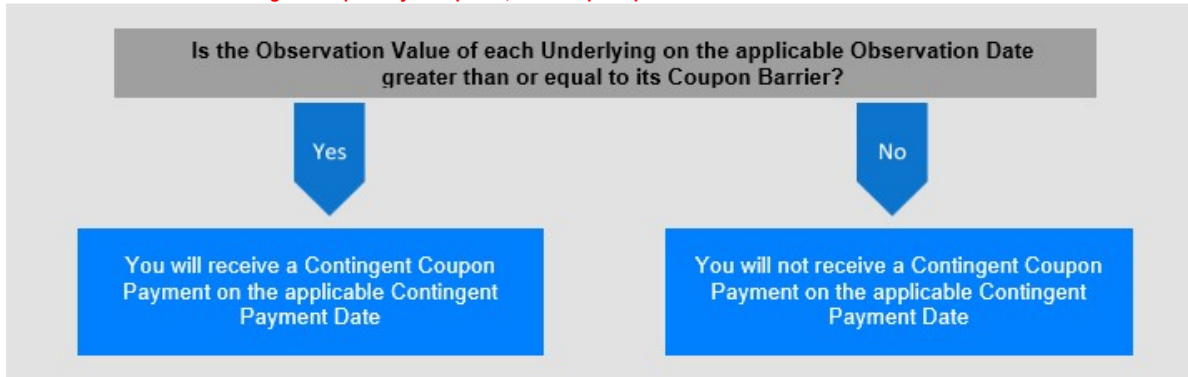 Is the Observation Value of each Underlying on the applicable Observation Date
greater than or equal to its Coupon Barrier?
Yes
No
You will receive a Contingent Coupon
Payment on the applicable Contingent
Payment Date
You will not receive a Contingent Coupon
Payment on the applicable Contingent
Payment Date